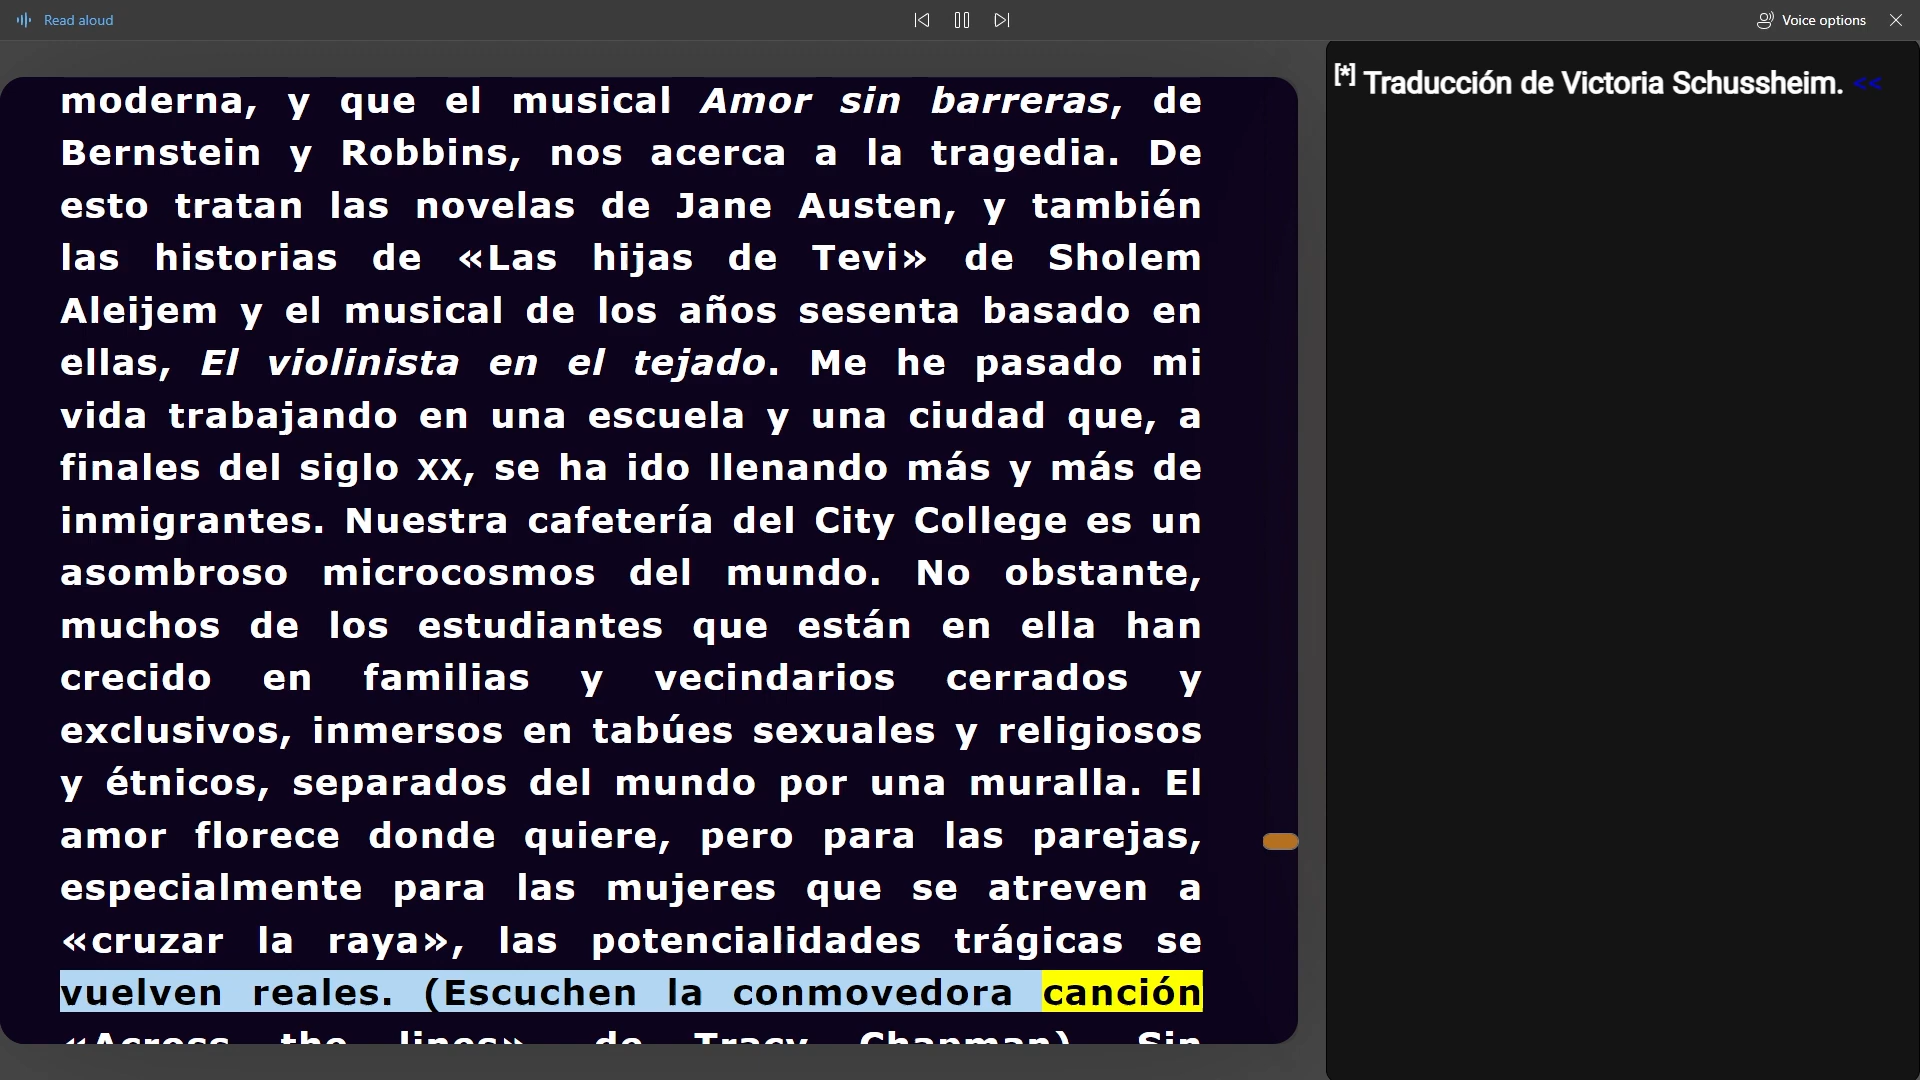 Read aloud
Voice options
moderna, y que el musical Amor sin barreras, de
Bernstein y Robbins, nos acerca a la tragedia. De
esto tratan las novelas de Jane Austen, y también
las historias de «Las hijas de Tevi» de Sholem
Aleijem y el musical de los años sesenta basado en
ellas, El violinista en el tejado. Me he pasado mi
vida trabajando en una escuela y una ciudad que, a
finales del siglo XX, se ha ido llenando más y más de
inmigrantes. Nuestra cafetería del City College es un
asombroso microcosmos del mundo. No obstante,
muchos de los estudiantes que están en ella han
crecido en familias y vecindarios cerrados y
exclusivos, inmersos en tabúes sexuales y religiosos
y étnicos, separados del mundo por una muralla. El
amor florece donde quiere, pero para las parejas,
especialmente para las mujeres que se atreven a
«cruzar la raya», las potencialidades trágicas se
vuelven reales. (Escuchen la conmovedora canción
«Across the lines», de Tracy Chapman). Sin
[*] Traducción de Victoria Schussheim. <<